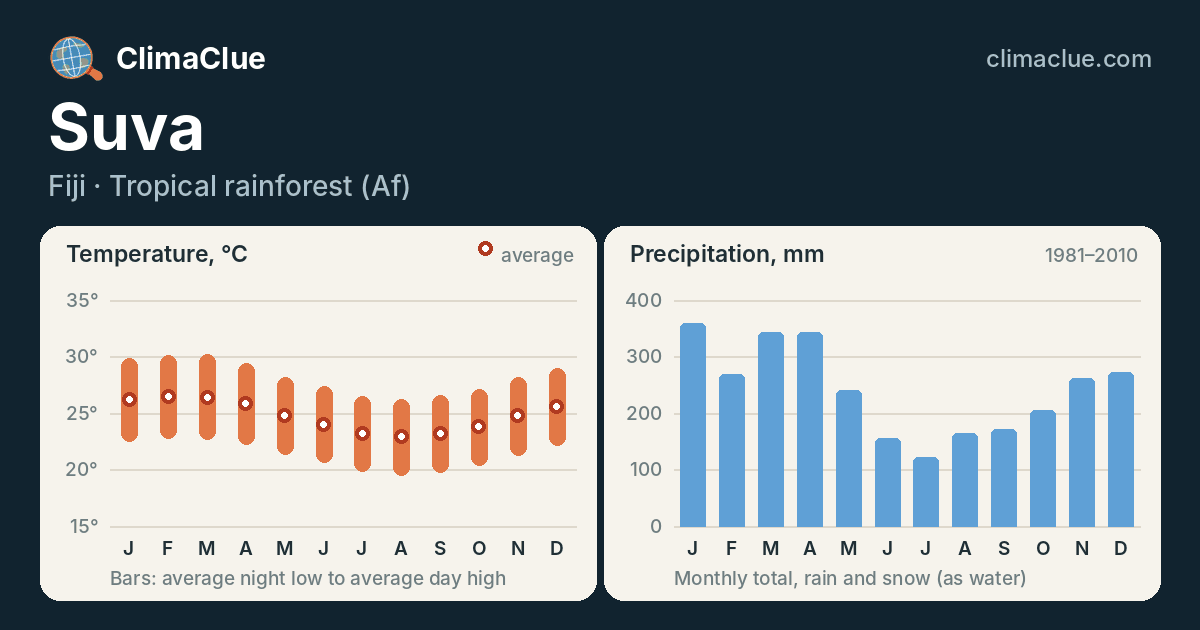 ClimaClue
climaclue.com
Suva
Fiji · Tropical rainforest (Af)
Temperature, °C
average
35°
30°
25°
20°
15°
J F M A M J J A S O N D
Bars: average night low to average day high
Precipitation, mm
1981–2010
400
300
200
100
0
J F M A M J J A S O N D
Monthly total, rain and snow (as water)